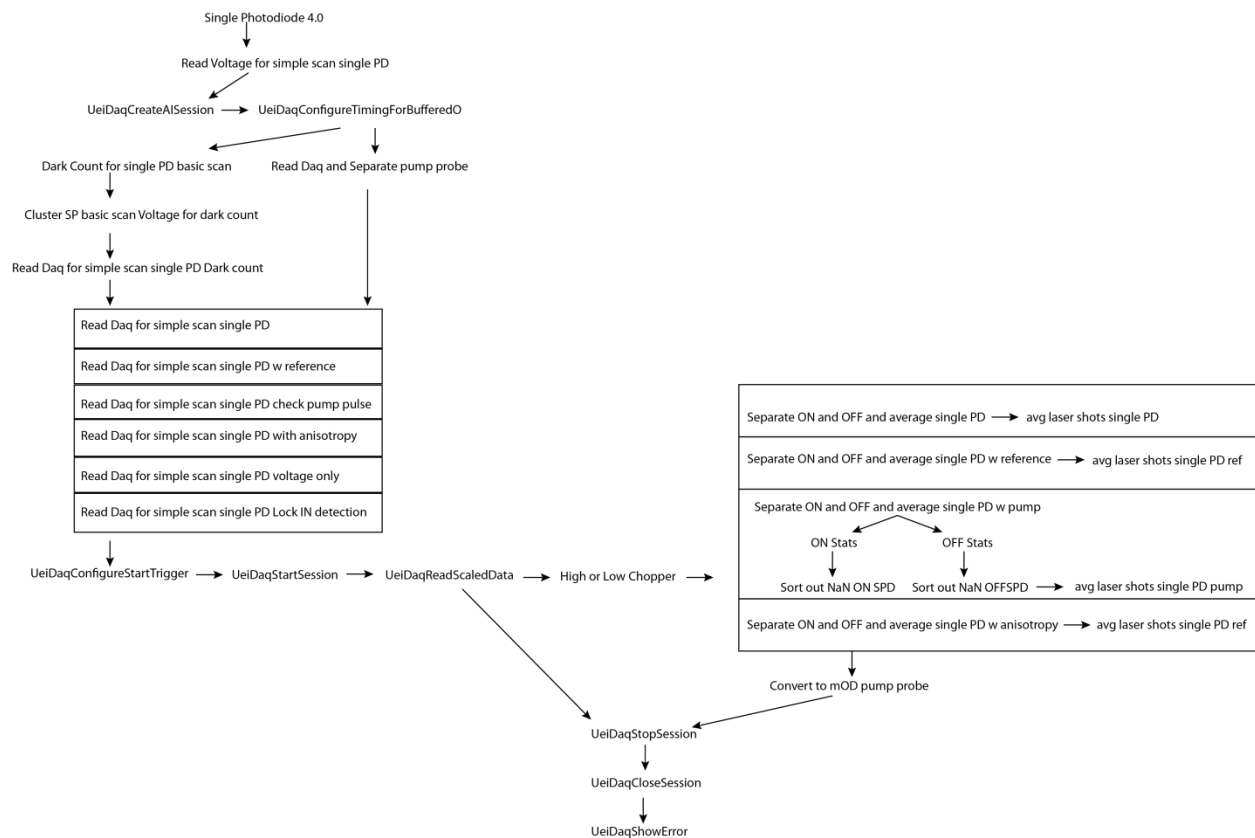 Single Photodiode 4.0
Read Voltage for simple scan single PD
UeiDaqCreateAISession
UeiDaqConfigureTimingForBufferedO
Dark Count for single PD basic scan
Read Daq and Separate pump probe
Cluster SP basic scan Voltage for dark count
Read Daq for simple scan single PD Dark count
Read Daq for simple scan single PD
Read Daq for simple scan single PD w reference
Read Daq for simple scan single PD check pump pulse
Read Daq for simple scan single PD with anisotropy
Read Daq for simple scan single PD voltage only
Read Daq for simple scan single PD Lock IN detection
UeiDaqConfigureStartTrigger
UeiDaqStartSession
UeiDaqReadScaledData
High or Low Chopper
Separate ON and OFF and average single PD
avg laser shots single PD
Separate ON and OFF and average single PD w reference
avg laser shots single PD ref
Separate ON and OFF and average single PD w pump
ON Stats
OFF Stats
Sort out NaN ON SPD
Sort out NaN OFFSPD
avg laser shots single PD pump
Separate ON and OFF and average single PD w anisotropy
avg laser shots single PD ref
Convert to mOD pump probe
UeiDaqStopSession
UeiDaqCloseSession
UeiDaqShowError